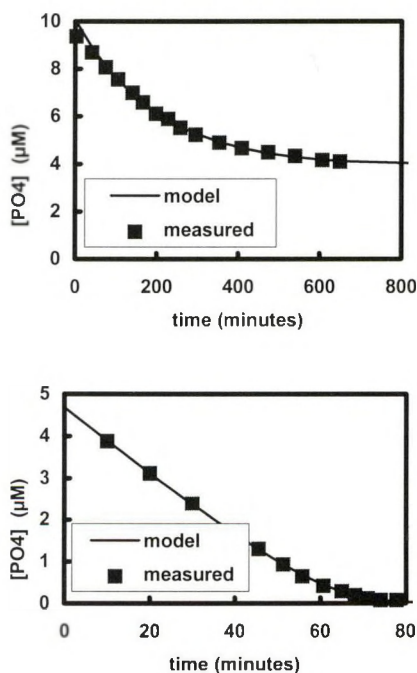 10
8
6
4
2
0
[PO4] (µM)
model
measured
0 200 400 600 800
time (minutes)
5
4
3
2
1
0
[PO4] (µM)
model
measured
0 20 40 60 80
time (minutes)